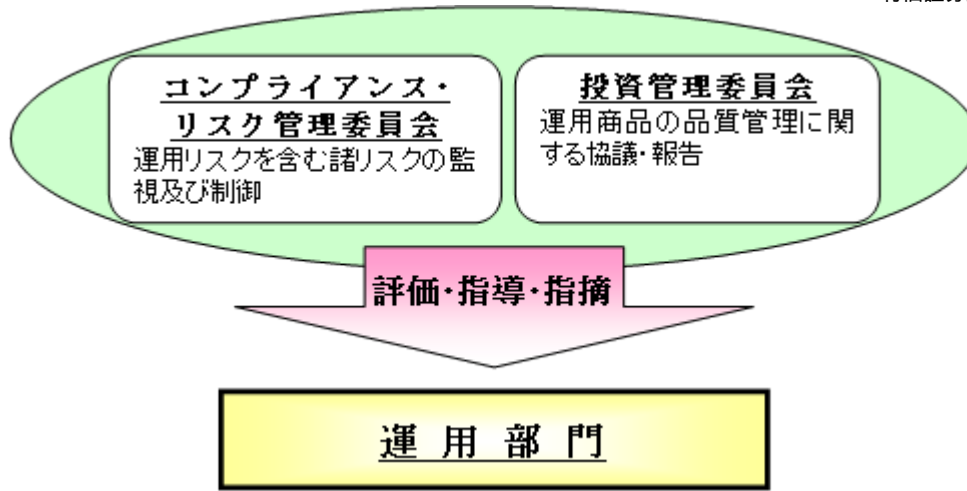 コンプライアンス・
リスク管理委員会
運用リスクを含む諸リスクの監
視及び制御
投資管理委員会
運用商品の品質管理に関
する協議・報告
評価・指導・指摘
運用部門